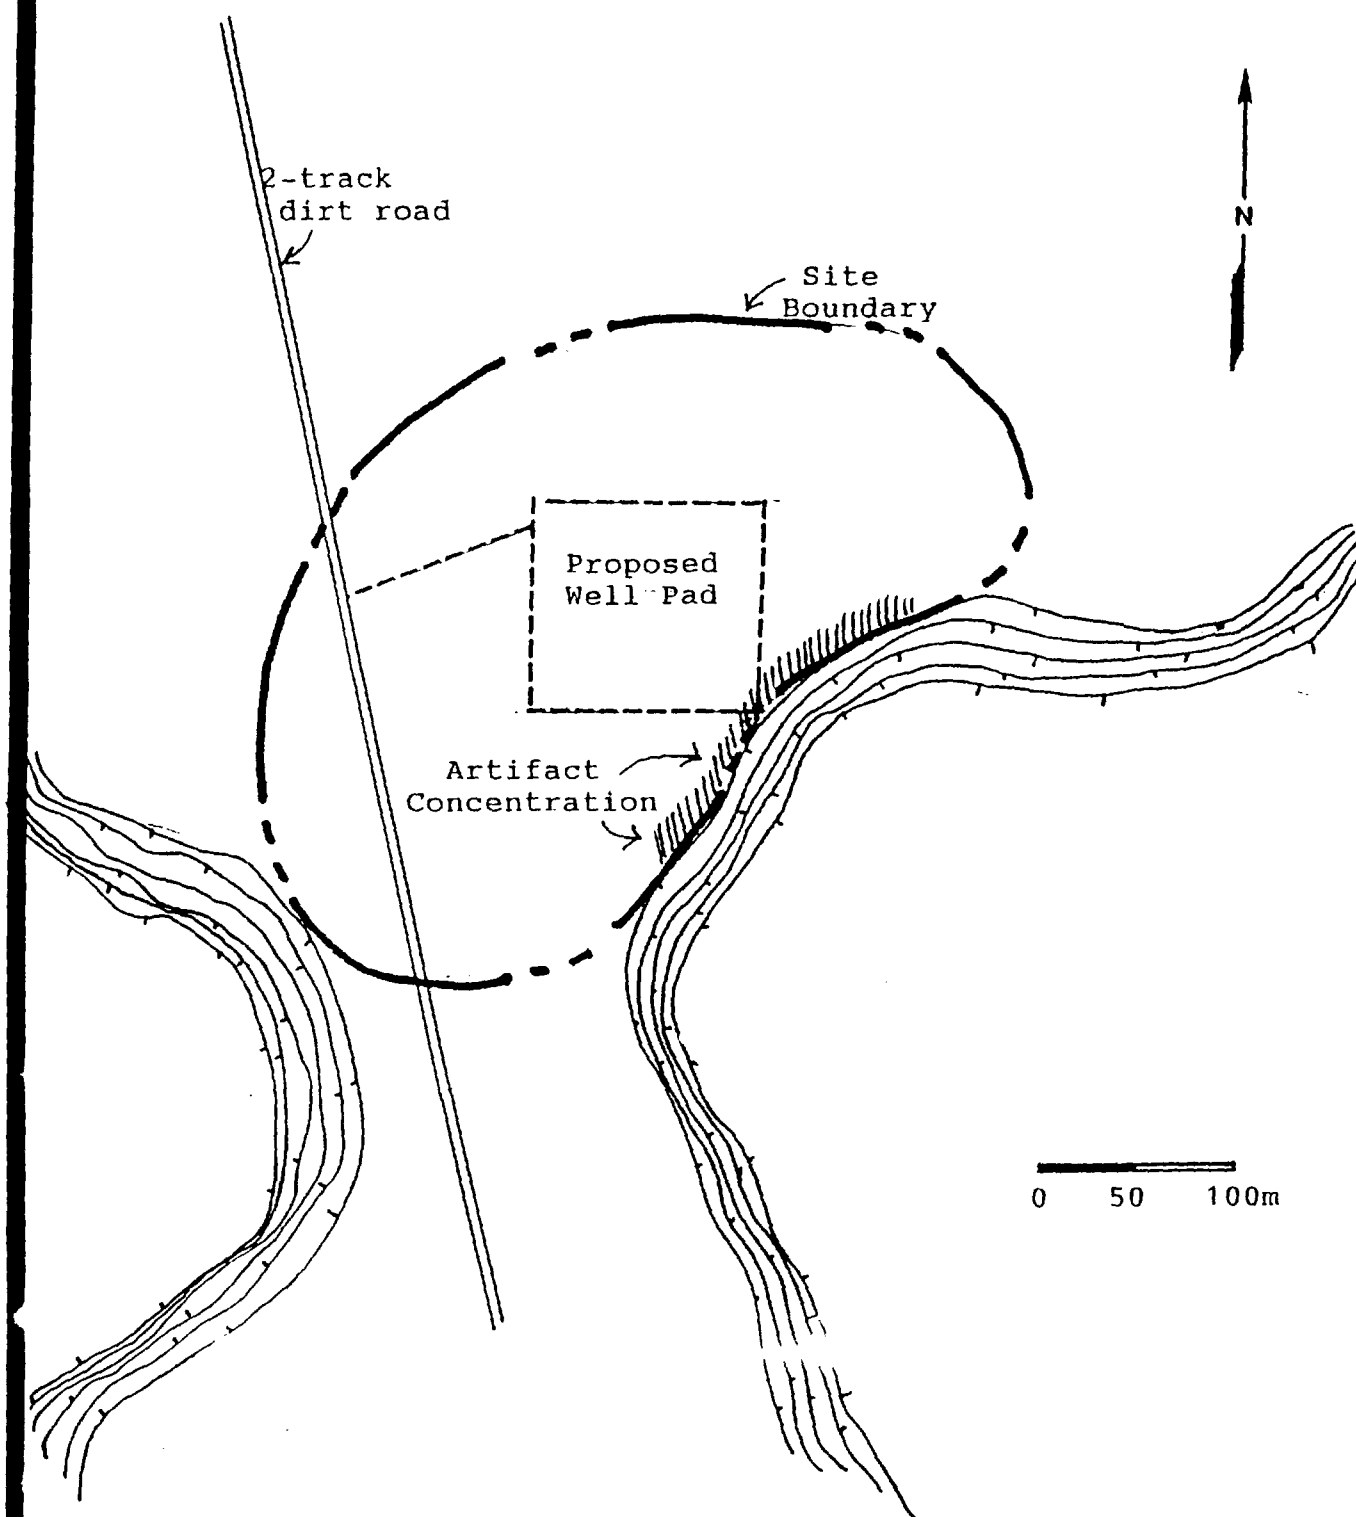 2-track
dirt road
N
Site
Boundary
Proposed
Well Pad
Artifact
Concentration
0 50 100m